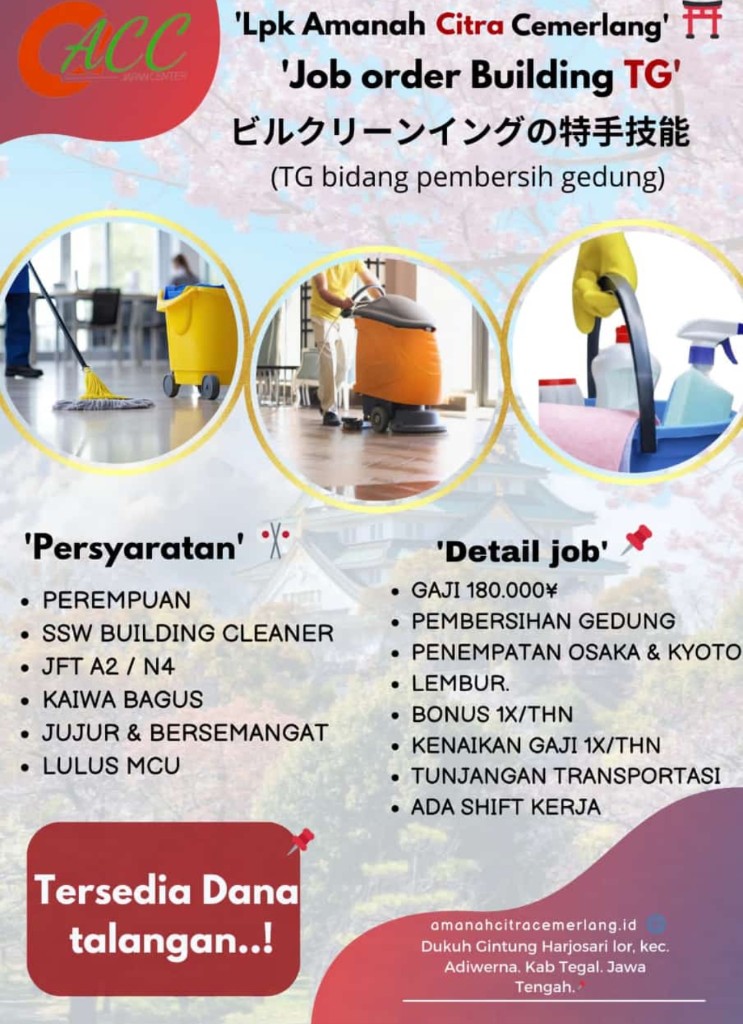 ACC
JAPAN CENTER
'Lpk Amanah Citra Cemerlang'
'Job order Building TG'
ビルクリーンイングの特手技能
(TG bidang pembersih gedung)
'Persyaratan'
• PEREMPUAN
• SSW BUILDING CLEANER
• JFT A2 / N4
• KAIWA BAGUS
• JUJUR & BERSEMANGAT
• LULUS MCU
'Detail job'
• GAJI 180.000¥
• PEMBERSIHAN GEDUNG
• PENEMPATAN OSAKA & KYOTO
• LEMBUR.
• BONUS 1X/THN
• KENAIKAN GAJI 1X/THN
• TUNJANGAN TRANSPORTASI
• ADA SHIFT KERJA
Tersedia Dana
talangan..!
amanahcitracemerlang.id
Dukuh Gintung Harjosari lor, kec.
Adiwerna. Kab Tegal. Jawa
Tengah.